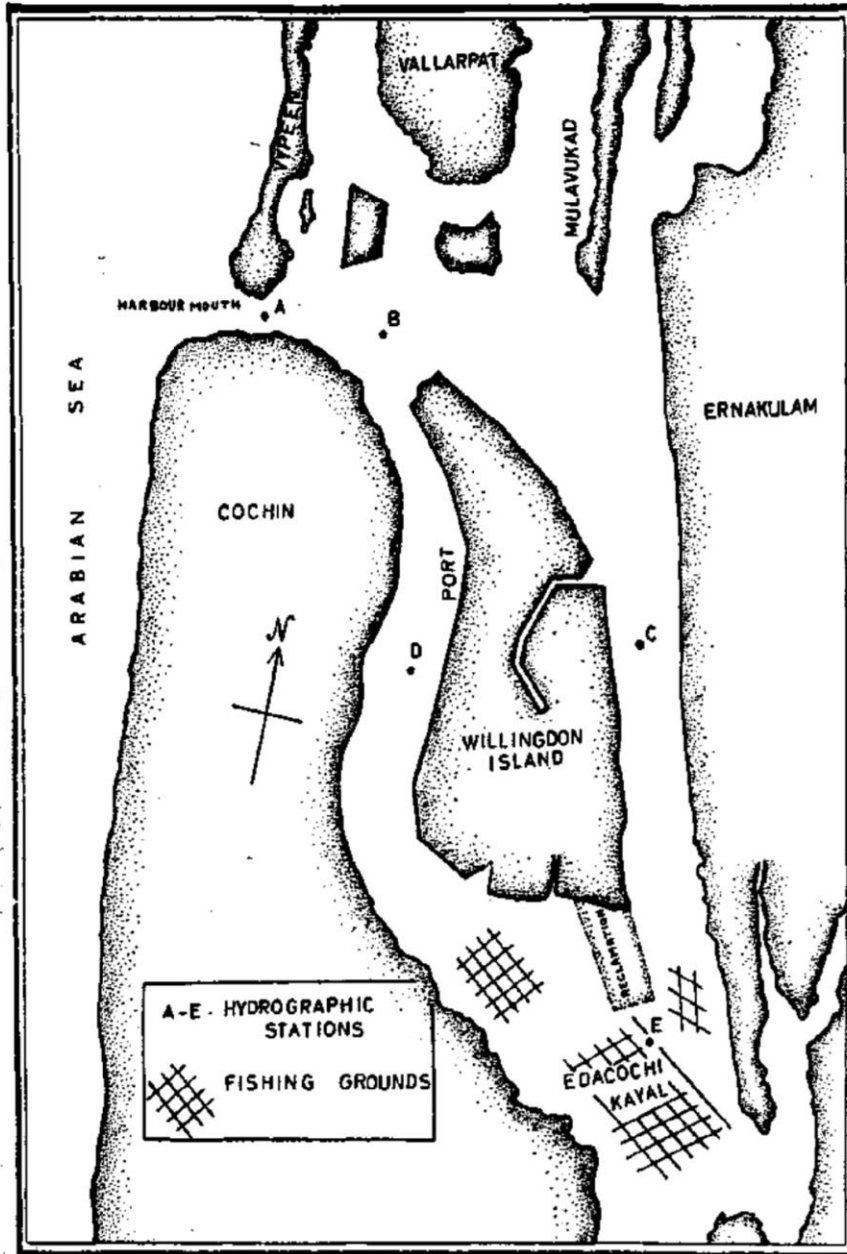 VALLARPAT
VYPEEN
MULAVUKAD
HARBOUR MOUTH
A
B
ARABIAN SEA
ERNAKULAM
COCHIN
PORT
N
C
D
WILLINGDON
ISLAND
RECLAMATION
E
EDACOCHI
KAYAL
A-E - HYDROGRAPHIC
STATIONS
FISHING GROUNDS